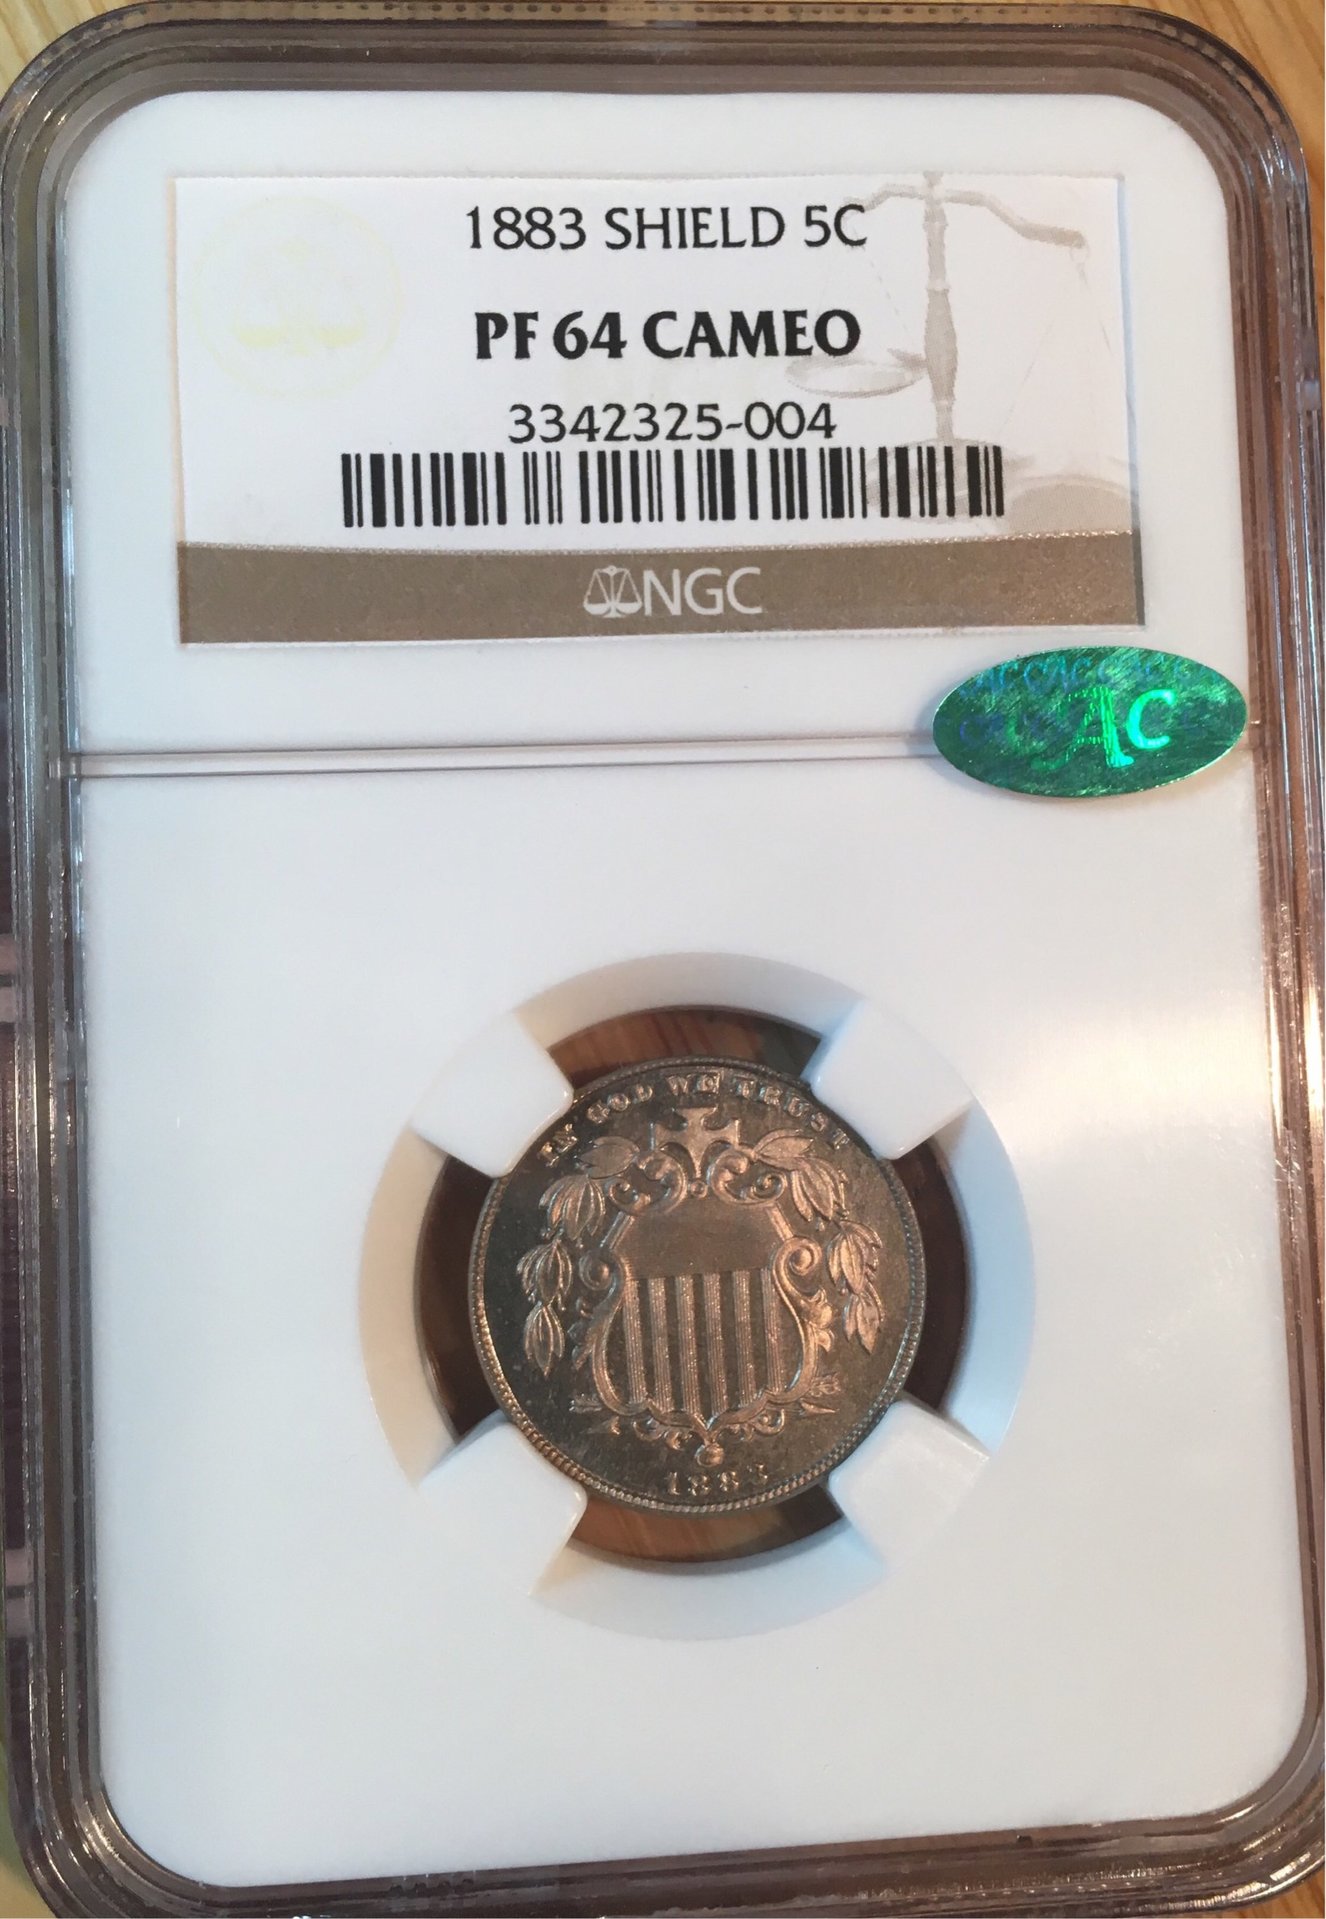 1883 SHIELD 5C
PF 64 CAMEO
3342325-004
NGC
CAC
IN GOD WE TRUST
1883